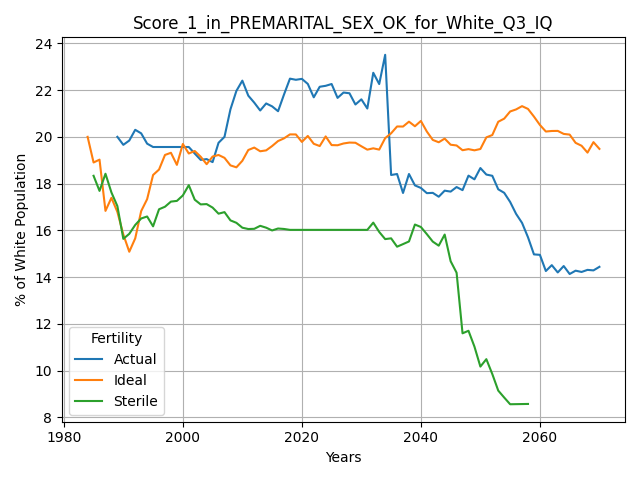 Score_1_in_PREMARITAL_SEX_OK_for_White_Q3_IQ
24
22
20
18
16
14
12
10
8
% of White Population
Fertility
Actual
Ideal
Sterile
1980
2000
2020
2040
2060
Years